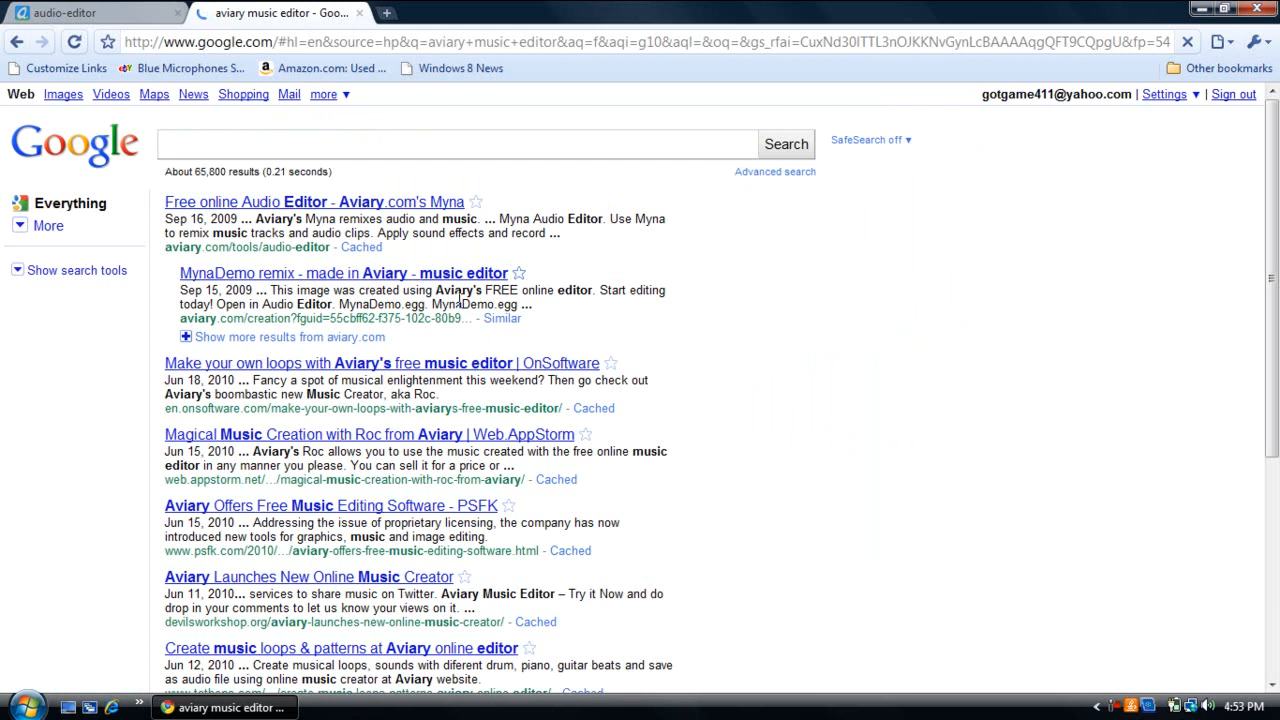 audio-editor
aviary music editor - Goo...
http://www.google.com/#hl=en&source=hp&q=aviary+music+editor&aq=f&aqi=g10&aql=&oq=&gs_rfai=CuxNd30lTTL3nOJKKNvGynLcBAAAAqgQFT9CQpgU&fp=54
Customize Links
Blue Microphones S...
Amazon.com: Used ...
Windows 8 News
Other bookmarks
Web Images Videos Maps News Shopping Mail more ▼
gotgame411@yahoo.com | Settings ▼ | Sign out
Google
Search
SafeSearch off ▼
About 65,800 results (0.21 seconds)
Advanced search
Everything
More
Show search tools
Free online Audio Editor - Aviary.com's Myna
Sep 16, 2009 ... Aviary's Myna remixes audio and music. ... Myna Audio Editor. Use Myna
to remix music tracks and audio clips. Apply sound effects and record ...
aviary.com/tools/audio-editor - Cached
MynaDemo remix - made in Aviary - music editor
Sep 15, 2009 ... This image was created using Aviary's FREE online editor. Start editing
today! Open in Audio Editor. MynaDemo.egg. MynaDemo.egg ...
aviary.com/creation?fguid=55cbff62-f375-102c-80b9... - Similar
Show more results from aviary.com
Make your own loops with Aviary's free music editor | OnSoftware
Jun 18, 2010 ... Fancy a spot of musical enlightenment this weekend? Then go check out
Aviary's boombastic new Music Creator, aka Roc.
en.onsoftware.com/make-your-own-loops-with-aviarys-free-music-editor/ - Cached
Magical Music Creation with Roc from Aviary | Web.AppStorm
Jun 15, 2010 ... Aviary's Roc allows you to use the music created with the free online music
editor in any manner you please. You can sell it for a price or ...
web.appstorm.net/.../magical-music-creation-with-roc-from-aviary/ - Cached
Aviary Offers Free Music Editing Software - PSFK
Jun 15, 2010 ... Addressing the issue of proprietary licensing, the company has now
introduced new tools for graphics, music and image editing.
www.psfk.com/2010/.../aviary-offers-free-music-editing-software.html - Cached
Aviary Launches New Online Music Creator
Jun 11, 2010... services to share music on Twitter. Aviary Music Editor – Try it Now and do
drop in your comments to let us know your views on it. ...
devilsworkshop.org/aviary-launches-new-online-music-creator/ - Cached
Create music loops & patterns at Aviary online editor
Jun 12, 2010 ... Create musical loops, sounds with diferent drum, piano, guitar beats and save
as audio file using online music creator at Aviary website.
aviary music editor ...
4:53 PM